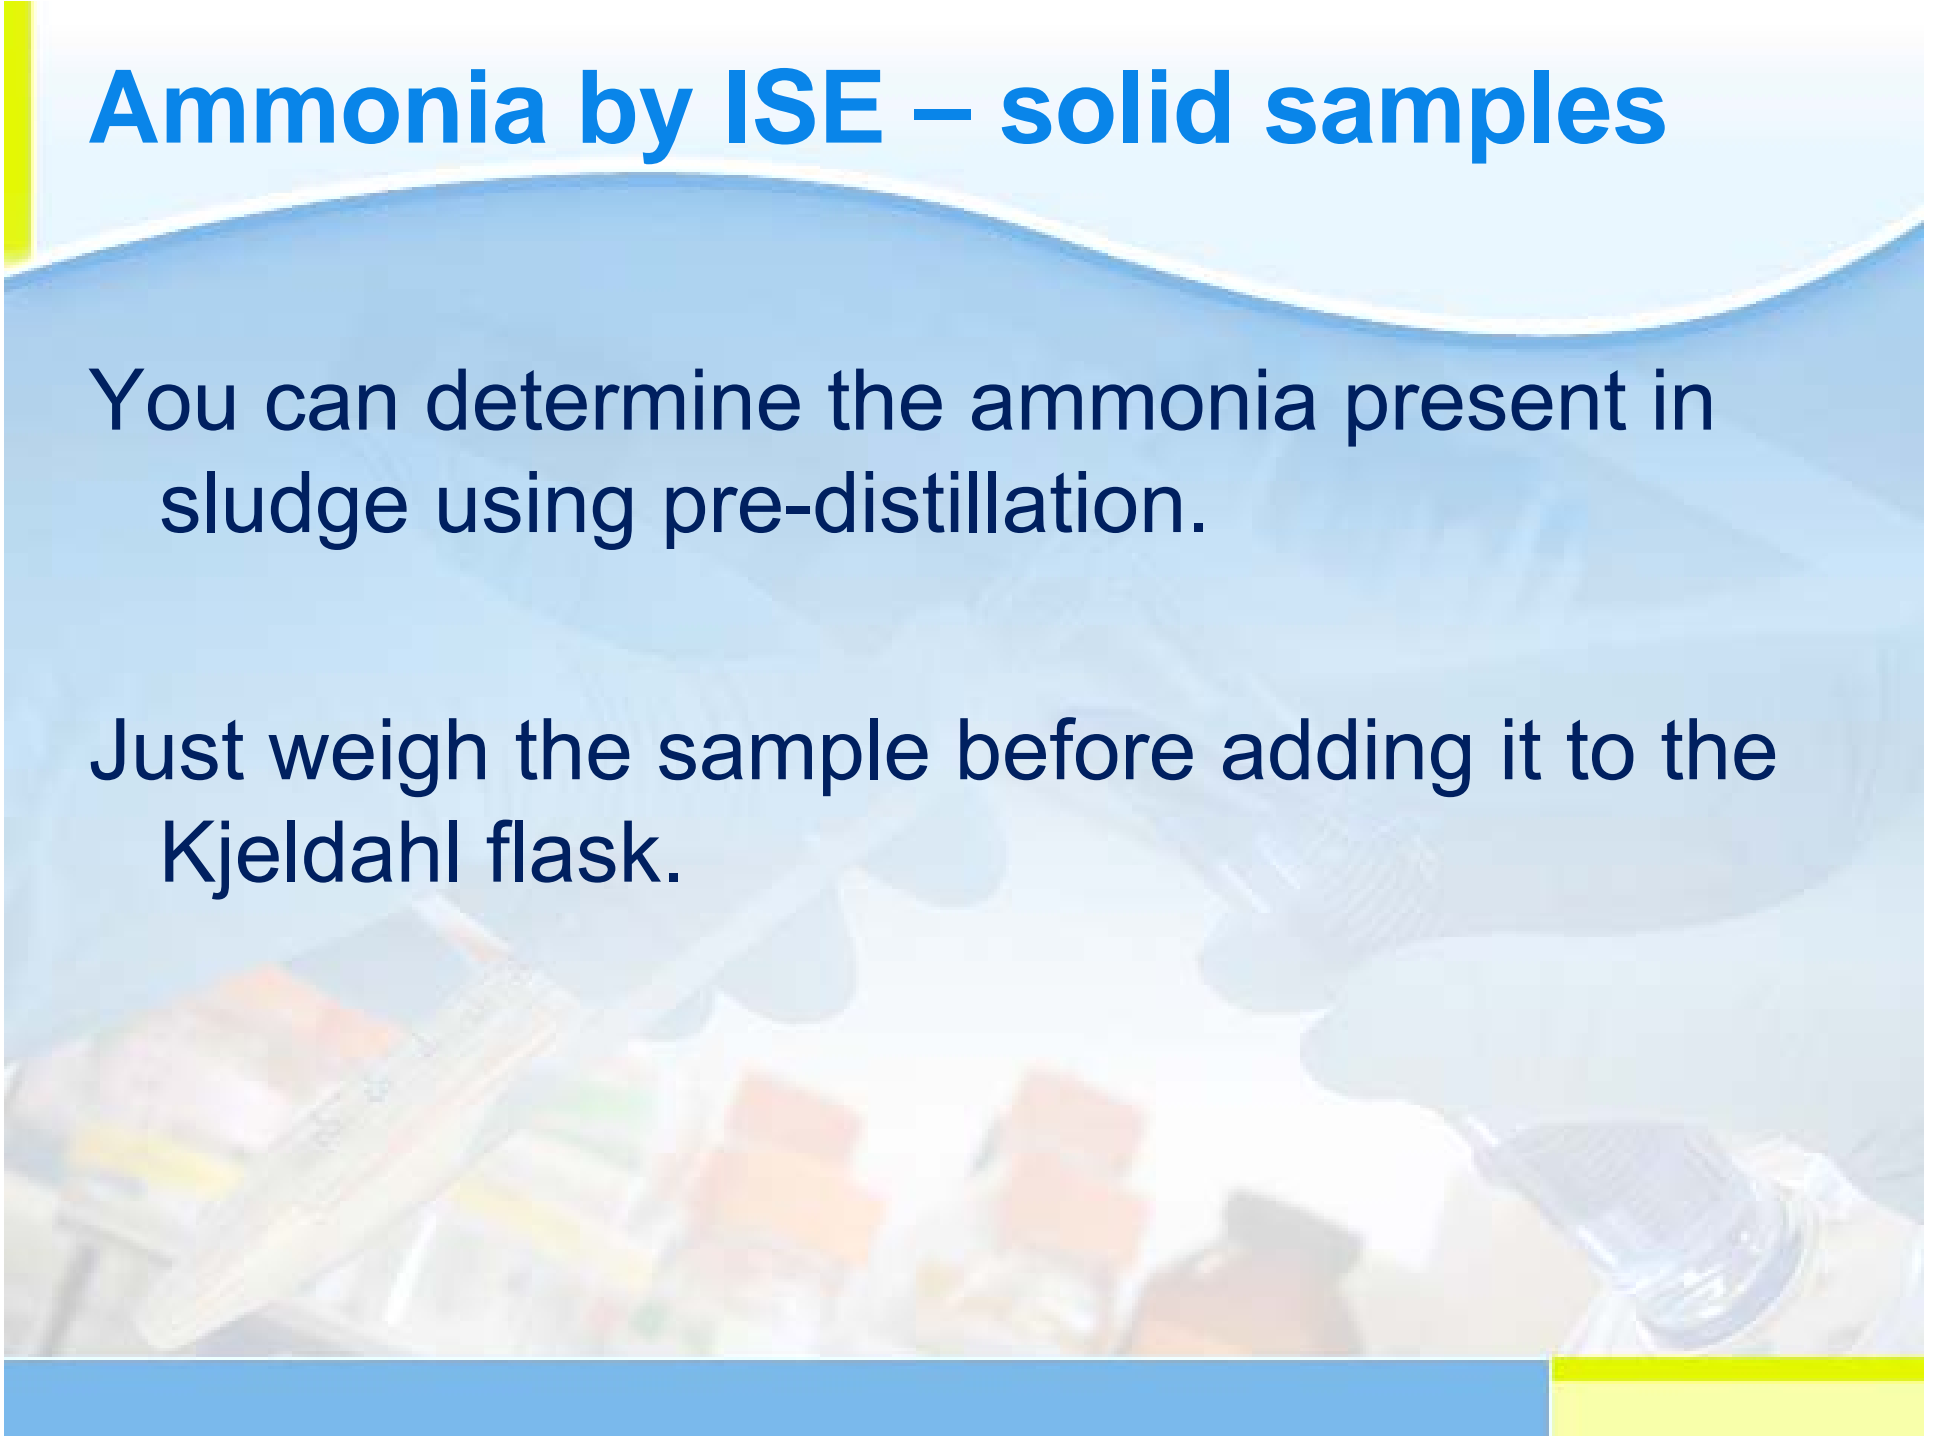 Ammonia by ISE – solid samples
You can determine the ammonia present in
sludge using pre-distillation.
Just weigh the sample before adding it to the
Kjeldahl flask.